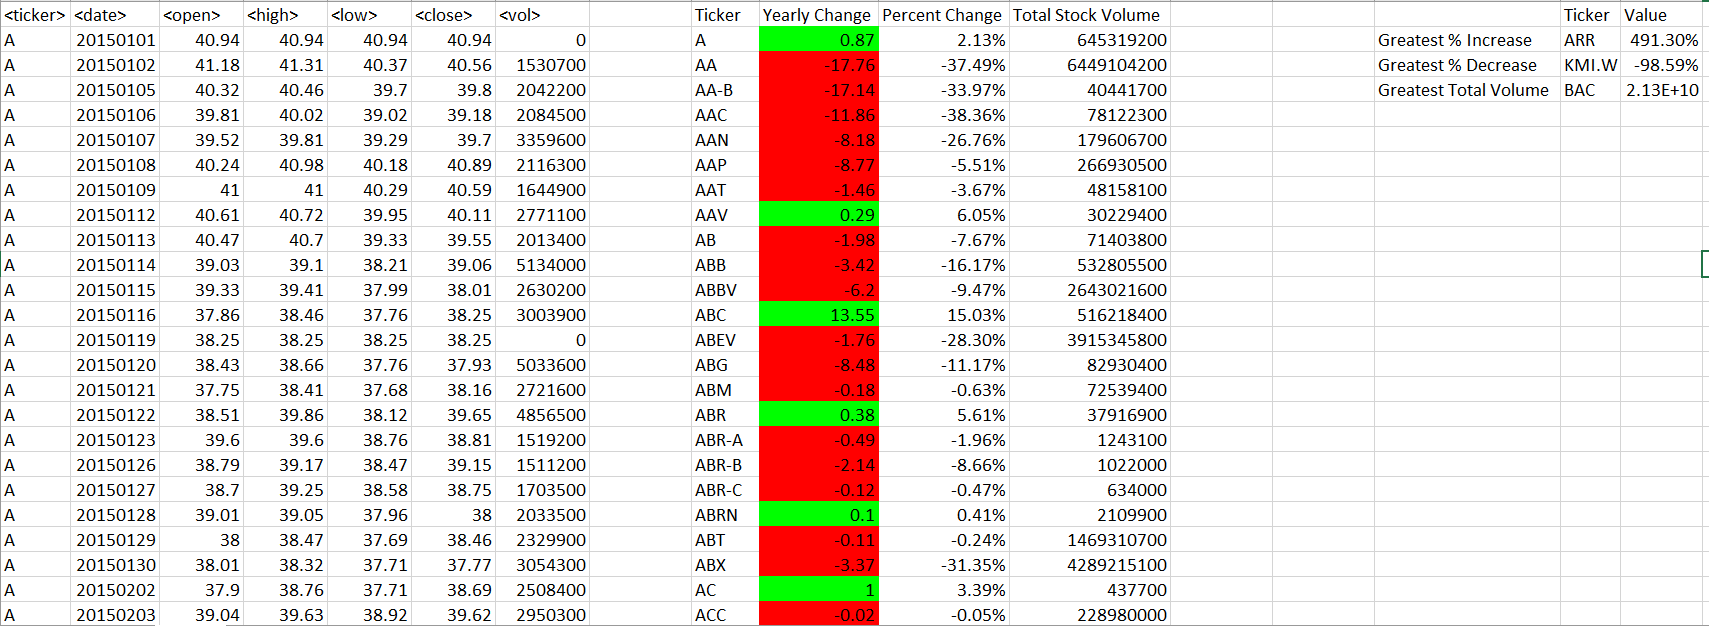 <ticker> <date> <open> <high> <low> <close> <vol> Ticker Yearly Change Percent Change Total Stock Volume Ticker Value
A 20150101 40.94 40.94 40.94 40.94 0 A 0.87 2.13% 645319200 Greatest % Increase ARR 491.30%
A 20150102 41.18 41.31 40.37 40.56 1530700 AA -17.76 -37.49% 6449104200 Greatest % Decrease KMI.W -98.59%
A 20150105 40.32 40.46 39.7 39.8 2042200 AA-B -17.14 -33.97% 40441700 Greatest Total Volume BAC 2.13E+10
A 20150106 39.81 40.02 39.02 39.18 2084500 AAC -11.86 -38.36% 78122300
A 20150107 39.52 39.81 39.29 39.7 3359600 AAN -8.18 -26.76% 179606700
A 20150108 40.24 40.98 40.18 40.89 2116300 AAP -8.77 -5.51% 266930500
A 20150109 41 41 40.29 40.59 1644900 AAT -1.46 -3.67% 48158100
A 20150112 40.61 40.72 39.95 40.11 2771100 AAV 0.29 6.05% 30229400
A 20150113 40.47 40.7 39.33 39.55 2013400 AB -1.98 -7.67% 71403800
A 20150114 39.03 39.1 38.21 39.06 5134000 ABB -3.42 -16.17% 532805500
A 20150115 39.33 39.41 37.99 38.01 2630200 ABBV -6.2 -9.47% 2643021600
A 20150116 37.86 38.46 37.76 38.25 3003900 ABC 13.55 15.03% 516218400
A 20150119 38.25 38.25 38.25 38.25 0 ABEV -1.76 -28.30% 3915345800
A 20150120 38.43 38.66 37.76 37.93 5033600 ABG -8.48 -11.17% 82930400
A 20150121 37.75 38.41 37.68 38.16 2721600 ABM -0.18 -0.63% 72539400
A 20150122 38.51 39.86 38.12 39.65 4856500 ABR 0.38 5.61% 37916900
A 20150123 39.6 39.6 38.76 38.81 1519200 ABR-A -0.49 -1.96% 1243100
A 20150126 38.79 39.17 38.47 39.15 1511200 ABR-B -2.14 -8.66% 1022000
A 20150127 38.7 39.25 38.58 38.75 1703500 ABR-C -0.12 -0.47% 634000
A 20150128 39.01 39.05 37.96 38 2033500 ABRN 0.1 0.41% 2109900
A 20150129 38 38.47 37.69 38.46 2329900 ABT -0.11 -0.24% 1469310700
A 20150130 38.01 38.32 37.71 37.77 3054300 ABX -3.37 -31.35% 4289215100
A 20150202 37.9 38.76 37.71 38.69 2508400 AC 1 3.39% 437700
A 20150203 39.04 39.63 38.92 39.62 2950300 ACC -0.02 -0.05% 228980000